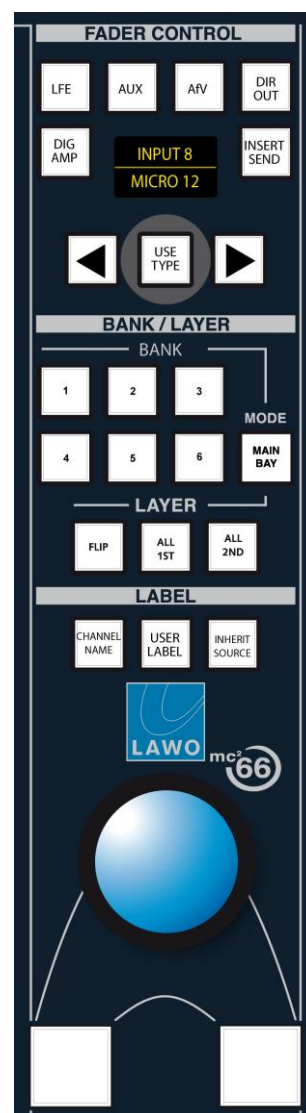 FADER CONTROL
LFE
AUX
AfV
DIR
OUT
DIG
AMP
INPUT 8
MICRO 12
INSERT
SEND
USE
TYPE
BANK / LAYER
BANK
1
2
3
MODE
4
5
6
MAIN
BAY
LAYER
FLIP
ALL
1ST
ALL
2ND
LABEL
CHANNEL
NAME
USER
LABEL
INHERIT
SOURCE
LAWO
mc²66